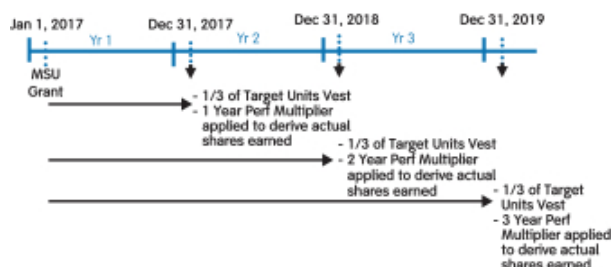 Jan 1, 2017 Dec 31, 2017 Dec 31, 2018 Dec 31, 2019
Yr 1 Yr 2 Yr 3
MSU
Grant
- 1/3 of Target Units Vest
- 1 Year Perf Multiplier
applied to derive actual
shares earned
- 1/3 of Target Units Vest
- 2 Year Perf Multiplier
applied to derive actual
shares earned
- 1/3 of Target
Units Vest
- 3 Year Perf
Multiplier applied
to derive actual
shares earned